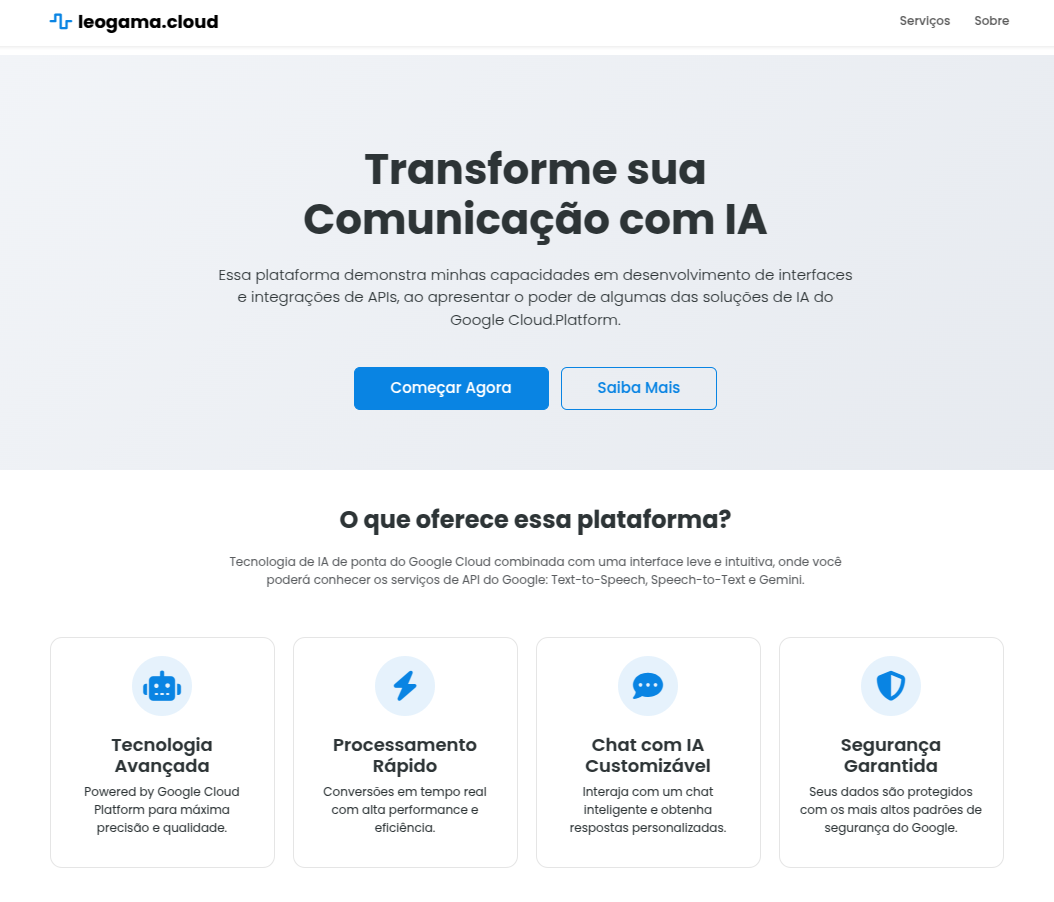 leogama.cloud
Serviços
Sobre
Transforme sua
Comunicação com IA
Essa plataforma demonstra minhas capacidades em desenvolvimento de interfaces
e integrações de APIs, ao apresentar o poder de algumas das soluções de IA do
Google Cloud.Platform.
Começar Agora
Saiba Mais
O que oferece essa plataforma?
Tecnologia de IA de ponta do Google Cloud combinada com uma interface leve e intuitiva, onde você
poderá conhecer os serviços de API do Google: Text-to-Speech, Speech-to-Text e Gemini.
Tecnologia
Avançada
Powered by Google Cloud
Platform para máxima
precisão e qualidade.
Processamento
Rápido
Conversões em tempo real
com alta performance e
eficiência.
Chat com IA
Customizável
Interaja com um chat
inteligente e obtenha
respostas personalizadas.
Segurança
Garantida
Seus dados são protegidos
com os mais altos padrões de
segurança do Google.